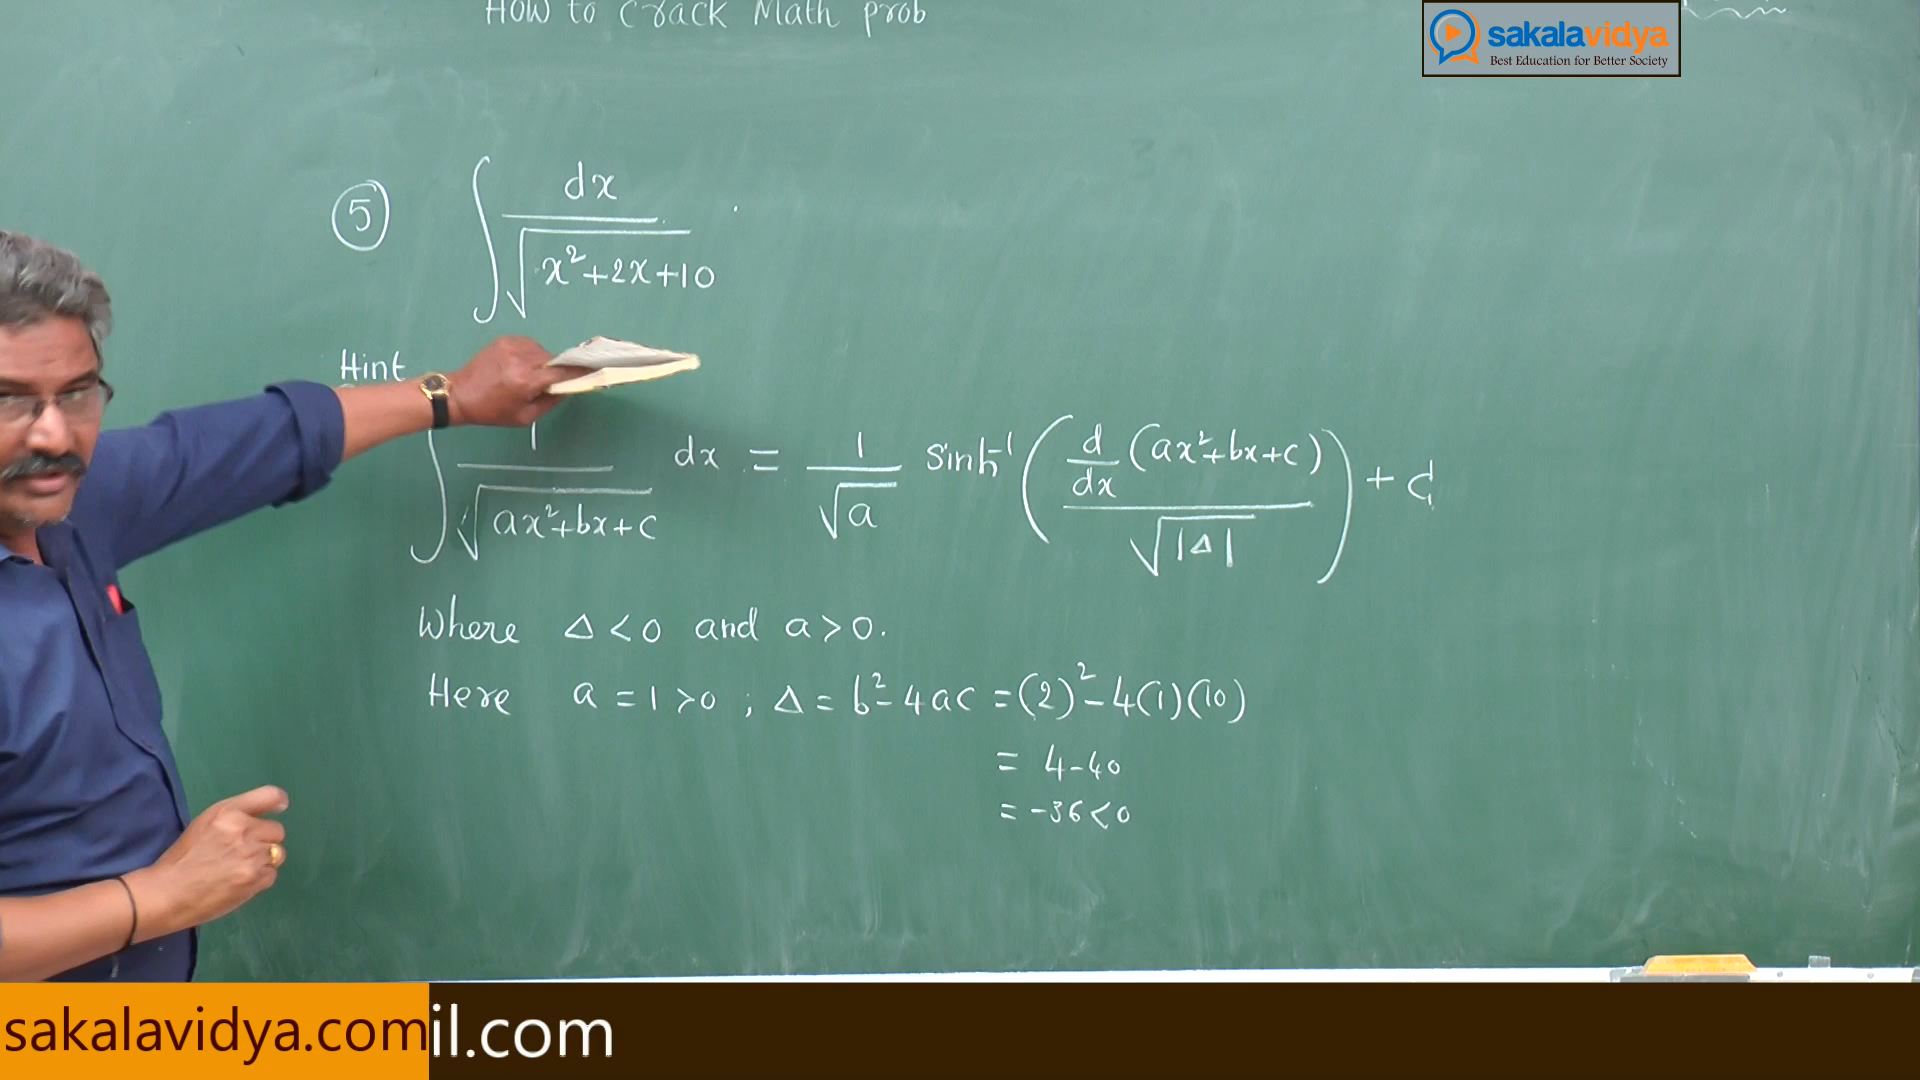 How to Crack Math prob
sakalavidya
Best Education for Better Society
⑤ ∫ dx / √(x²+2x+10)
Hint
∫ 1 / √(ax²+bx+c) dx = 1/√a sinh⁻¹( d/dx (ax²+bx+c) / √|Δ| ) + c
Where Δ < 0 and a > 0.
Here a = 1 > 0 ; Δ = b² - 4ac = (2)² - 4(1)(10)
= 4-40
= -36 < 0
sakalavidya.comil.com